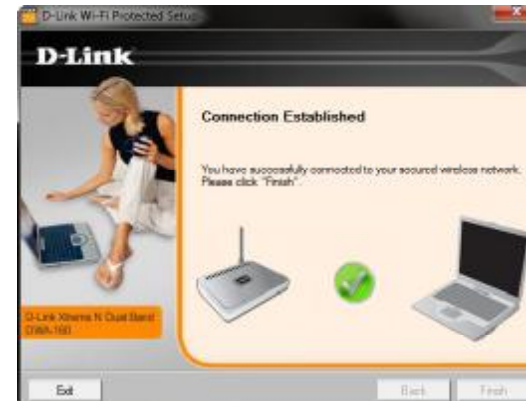 D-Link Wi-Fi Protected Setup
D-Link
Connection Established
You have successfully connected to your secured wireless network.
Please click "Finish".
D-Link Xtreme N Dual Band
DWA-160
Exit
Back
Finish